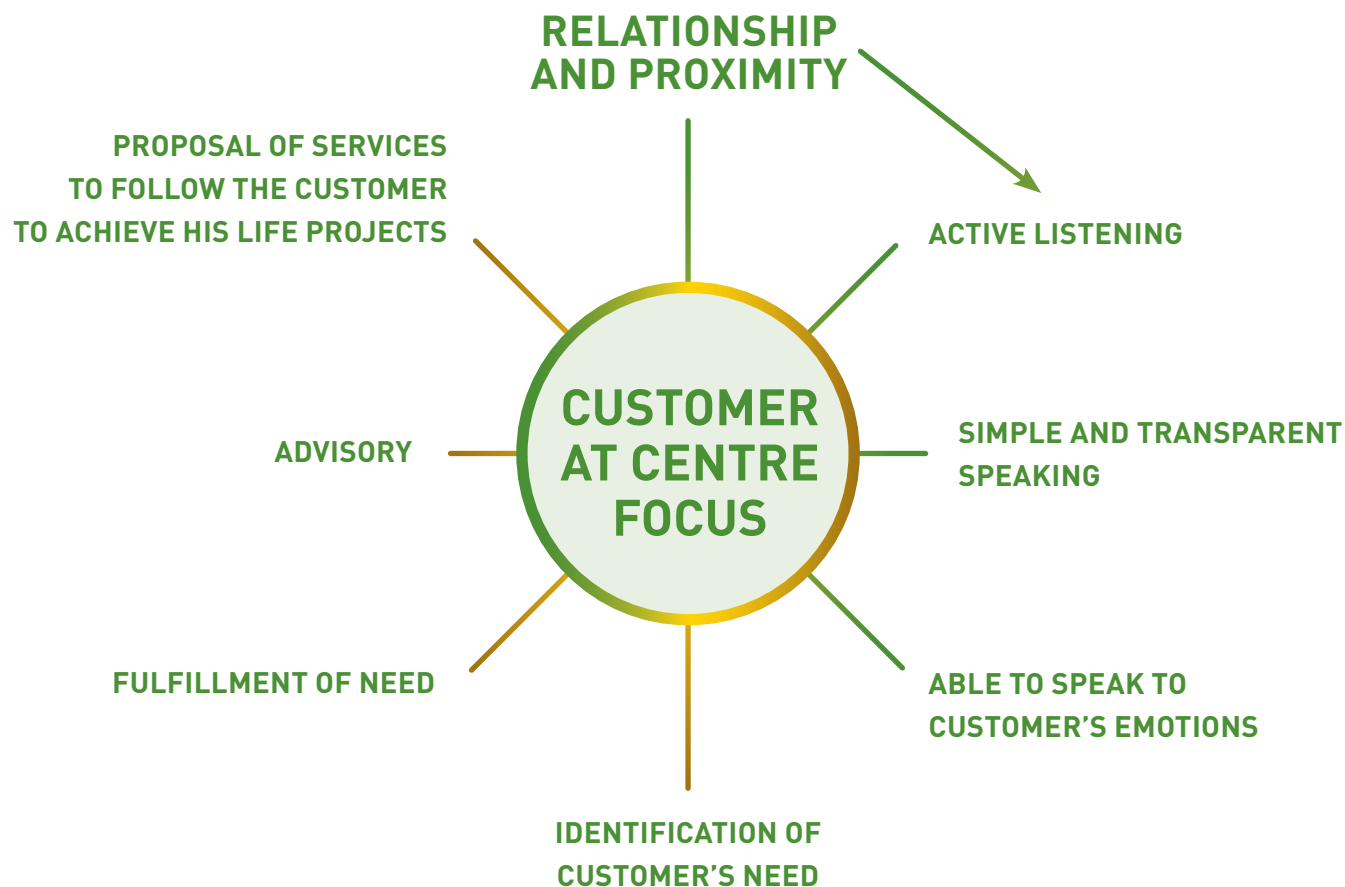 RELATIONSHIP
AND PROXIMITY
ACTIVE LISTENING
SIMPLE AND TRANSPARENT
SPEAKING
ABLE TO SPEAK TO
CUSTOMER’S EMOTIONS
IDENTIFICATION OF
CUSTOMER’S NEED
FULFILLMENT OF NEED
ADVISORY
PROPOSAL OF SERVICES
TO FOLLOW THE CUSTOMER
TO ACHIEVE HIS LIFE PROJECTS
CUSTOMER
AT CENTRE
FOCUS